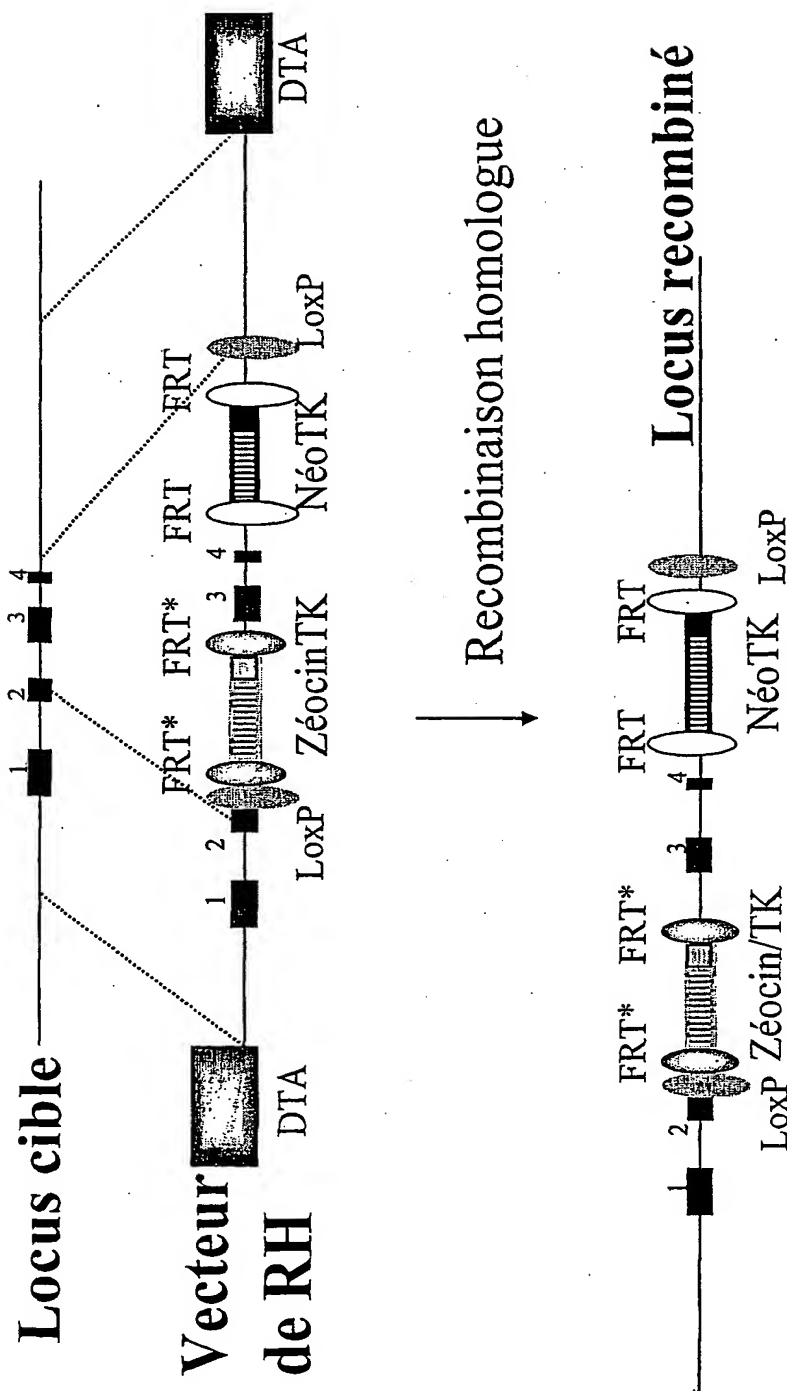 Locus cible
1 2 3 4
Vecteur
de RH
DTA
1 2
LoxP
FRT* FRT*
ZéocinTK
3 4
FRT FRT
NéoTK
LoxP
DTA
Recombinaison homologue
Locus recombiné
1 2
LoxP
FRT* FRT*
Zéocin/TK
3 4
FRT FRT
NéoTK
LoxP